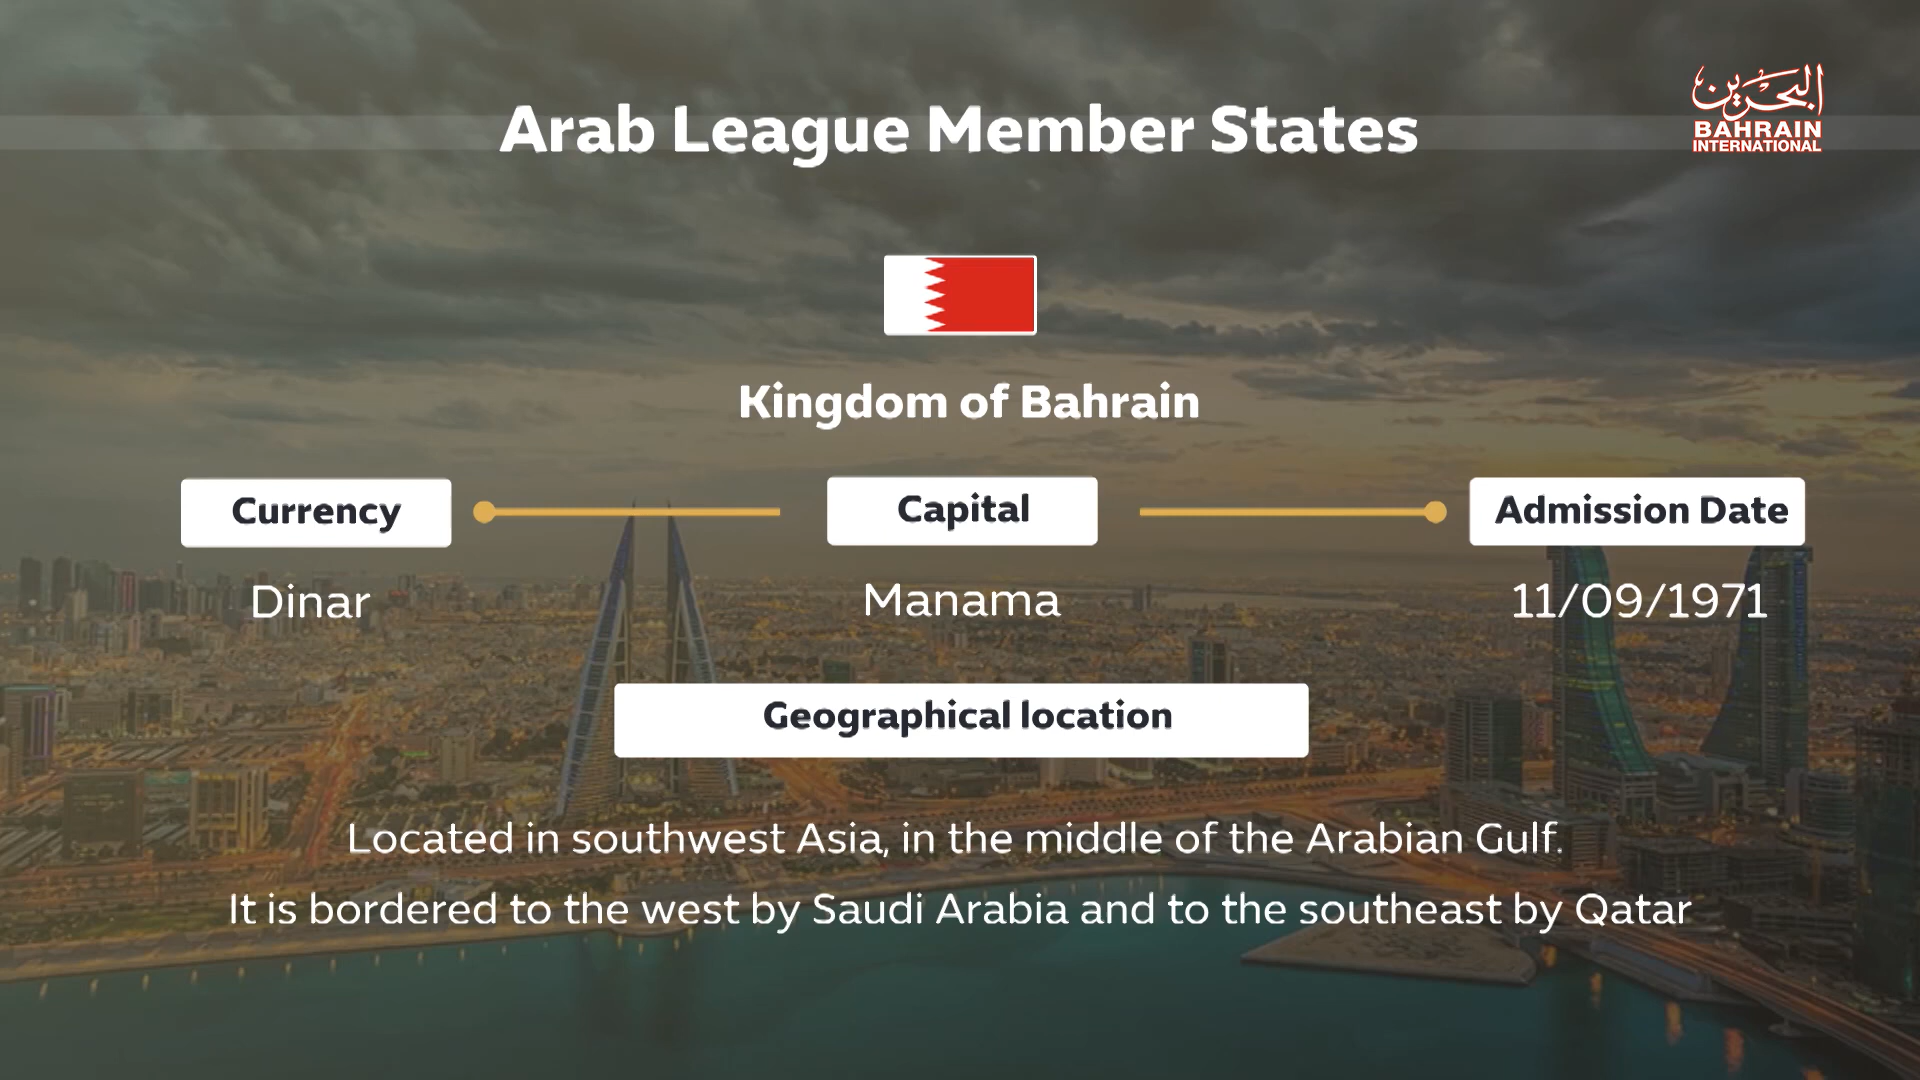 Arab League Member States
البحرين
BAHRAIN
INTERNATIONAL
Kingdom of Bahrain
Currency
Capital
Admission Date
Dinar
Manama
11/09/1971
Geographical location
Located in southwest Asia, in the middle of the Arabian Gulf.
It is bordered to the west by Saudi Arabia and to the southeast by Qatar